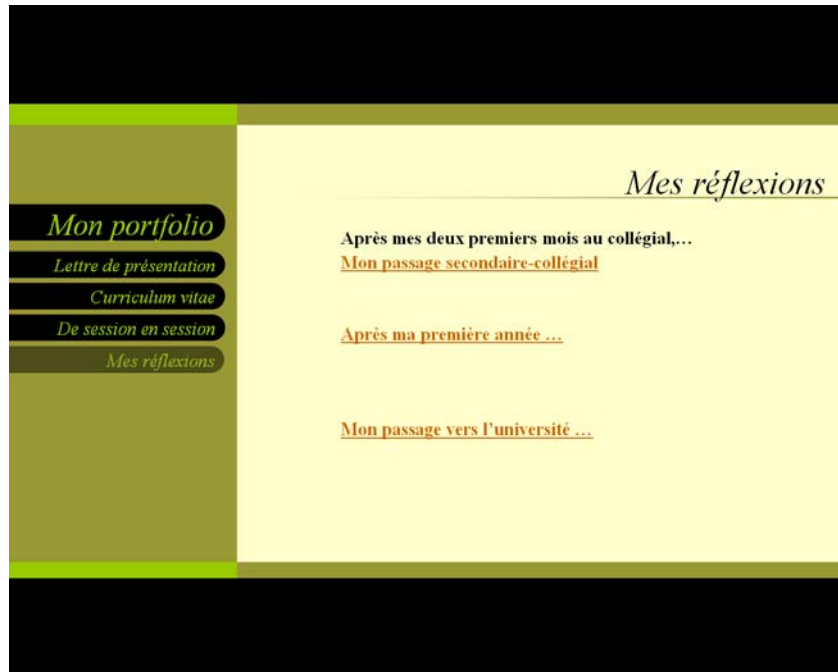 Mes réflexions
Mon portfolio
Lettre de présentation
Curriculum vitae
De session en session
Mes réflexions
Après mes deux premiers mois au collégial,…
Mon passage secondaire-collégial
Après ma première année …
Mon passage vers l’université …